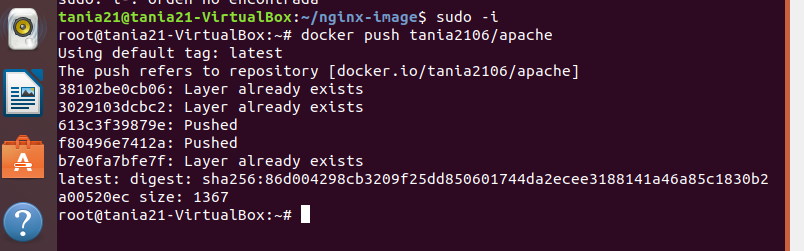 sudo: t-: orden no encontrada
tania21@tania21-VirtualBox:~/nginx-image$ sudo -i
root@tania21-VirtualBox:~# docker push tania2106/apache
Using default tag: latest
The push refers to repository [docker.io/tania2106/apache]
38102be0cb06: Layer already exists
3029103dcbc2: Layer already exists
613c3f39879e: Pushed
f80496e7412a: Pushed
b7e0fa7bfe7f: Layer already exists
latest: digest: sha256:86d004298cb3209f25dd850601744da2ecee3188141a46a85c1830b2
a00520ec size: 1367
root@tania21-VirtualBox:~#